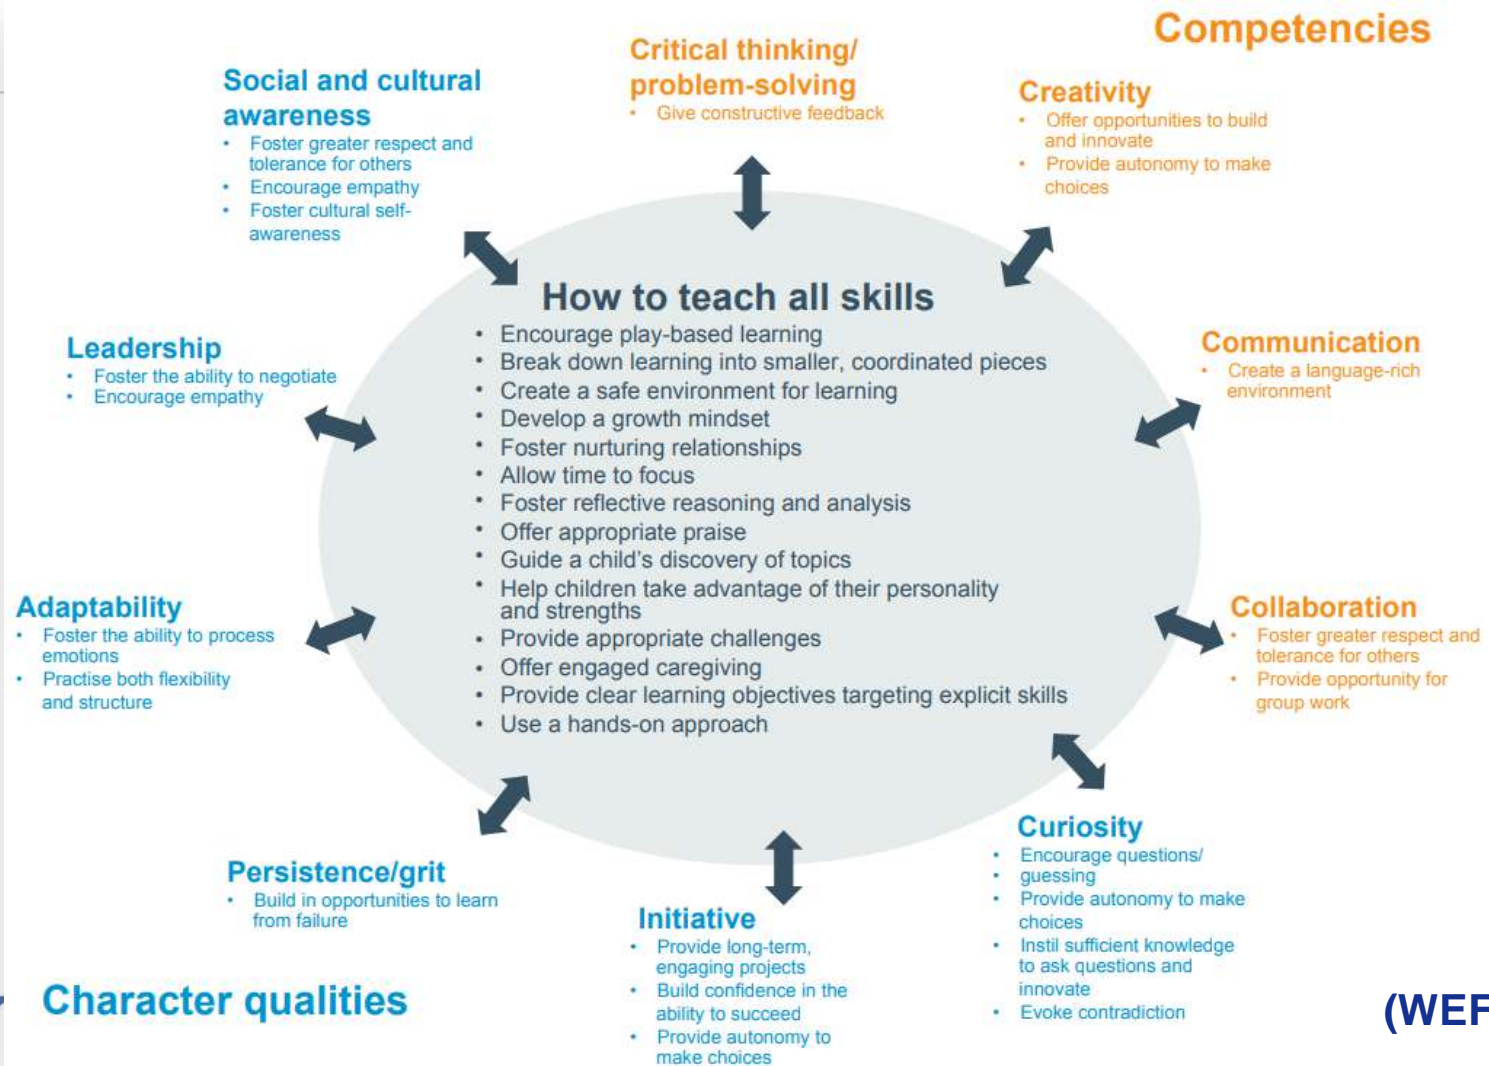 Competencies
Critical thinking/
problem-solving
• Give constructive feedback
Social and cultural
awareness
• Foster greater respect and
tolerance for others
• Encourage empathy
• Foster cultural self-
awareness
Creativity
• Offer opportunities to build
and innovate
• Provide autonomy to make
choices
How to teach all skills
• Encourage play-based learning
• Break down learning into smaller, coordinated pieces
• Create a safe environment for learning
• Develop a growth mindset
• Foster nurturing relationships
• Allow time to focus
• Foster reflective reasoning and analysis
• Offer appropriate praise
• Guide a child's discovery of topics
• Help children take advantage of their personality
and strengths
• Provide appropriate challenges
• Offer engaged caregiving
• Provide clear learning objectives targeting explicit skills
• Use a hands-on approach
Leadership
• Foster the ability to negotiate
• Encourage empathy
Communication
• Create a language-rich
environment
Adaptability
• Foster the ability to process
emotions
• Practise both flexibility
and structure
Collaboration
• Foster greater respect and
tolerance for others
• Provide opportunity for
group work
Persistence/grit
• Build in opportunities to learn
from failure
Initiative
• Provide long-term,
engaging projects
• Build confidence in the
ability to succeed
• Provide autonomy to
make choices
Curiosity
• Encourage questions/
• guessing
• Provide autonomy to make
choices
• Instil sufficient knowledge
to ask questions and
innovate
• Evoke contradiction
Character qualities
(WEF